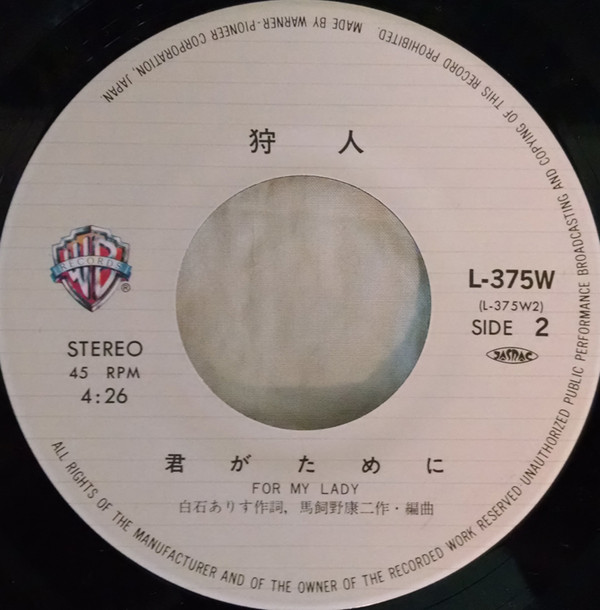 MADE BY WARNER-PIONEER CORPORATION, JAPAN
狩人
WB
RECORDS
®
L-375W
(L-375W2)
SIDE 2
JASRAC
STEREO
45 RPM
4:26
君がために
FOR MY LADY
白石ありす作詞, 馬飼野康二作・編曲
ALL RIGHTS OF THE MANUFACTURER AND OF THE OWNER OF THE RECORDED WORK RESERVED UNAUTHORIZED PUBLIC PERFORMANCE BROADCASTING AND COPYING OF THIS RECORD PROHIBITED.